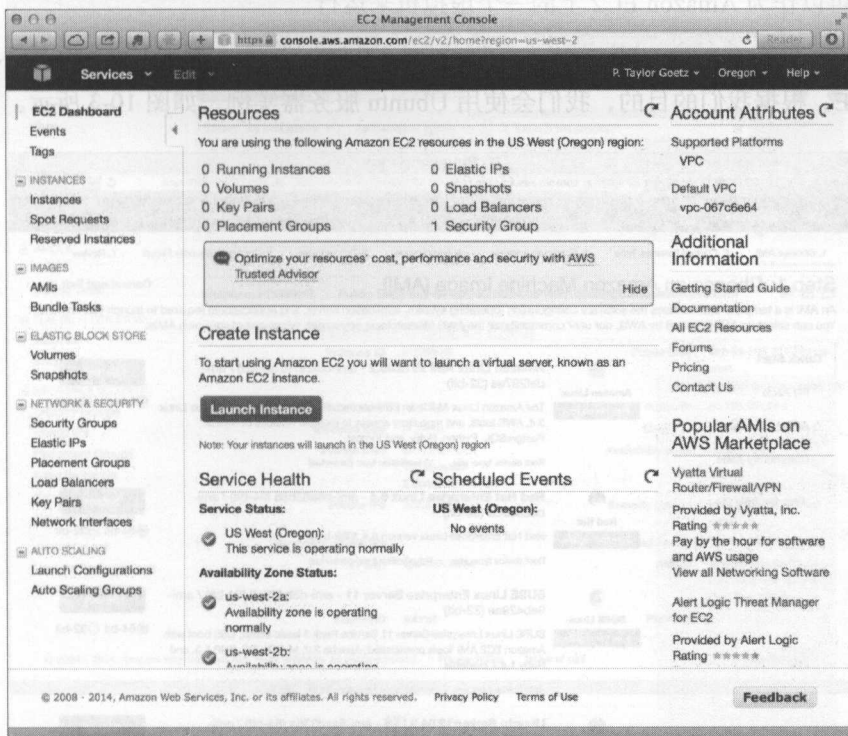 EC2 Management Console
https console.aws.amazon.com/ec2/v2/home?region=us-west-2
Reader
Services
Edit
P. Taylor Goetz
Oregon
Help
EC2 Dashboard
Events
Tags
INSTANCES
Instances
Spot Requests
Reserved Instances
IMAGES
AMIs
Bundle Tasks
ELASTIC BLOCK STORE
Volumes
Snapshots
NETWORK & SECURITY
Security Groups
Elastic IPs
Placement Groups
Load Balancers
Key Pairs
Network Interfaces
AUTO SCALING
Launch Configurations
Auto Scaling Groups
Resources
You are using the following Amazon EC2 resources in the US West (Oregon) region:
0 Running Instances
0 Elastic IPs
0 Volumes
0 Snapshots
0 Key Pairs
0 Load Balancers
0 Placement Groups
1 Security Group
Optimize your resources' cost, performance and security with AWS
Trusted Advisor
Hide
Create Instance
To start using Amazon EC2 you will want to launch a virtual server, known as an
Amazon EC2 instance.
Launch Instance
Note: Your instances will launch in the US West (Oregon) region
Service Health
Service Status:
US West (Oregon):
This service is operating normally
Availability Zone Status:
us-west-2a:
Availability zone is operating
normally
us-west-2b:
Availability zone is operating
Scheduled Events
US West (Oregon):
No events
Account Attributes
Supported Platforms
VPC
Default VPC
vpc-067c6e64
Additional
Information
Getting Started Guide
Documentation
All EC2 Resources
Forums
Pricing
Contact Us
Popular AMIs on
AWS Marketplace
Vyatta Virtual
Router/Firewall/VPN
Provided by Vyatta, Inc.
Rating ★★★★★
Pay by the hour for software
and AWS usage
View all Networking Software
Alert Logic Threat Manager
for EC2
Provided by Alert Logic
Rating ★★★★★
© 2008 - 2014, Amazon Web Services, Inc. or its affiliates. All rights reserved.
Privacy Policy
Terms of Use
Feedback